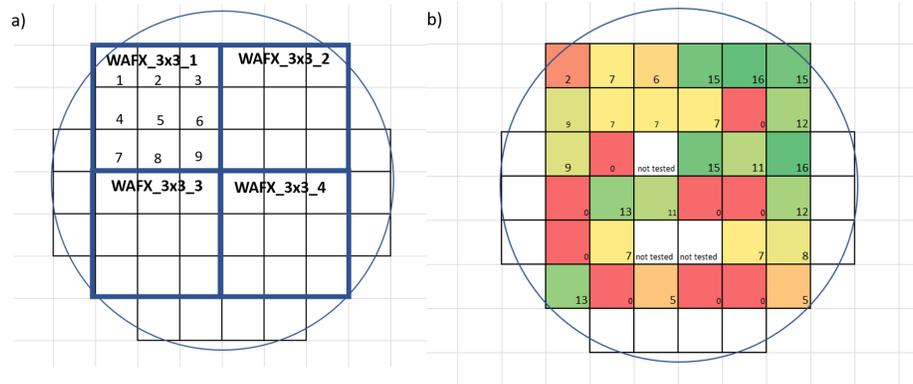 a)
WAFX_3x3_1 WAFX_3x3_2
1 2 3
4 5 6
7 8 9
WAFX_3x3_3 WAFX_3x3_4
b)
2 7 6 15 16 15
9 7 7 7 0 12
9 0 not tested 15 11 16
0 13 11 0 0 12
0 7 not tested not tested 7 8
13 0 5 0 0 5